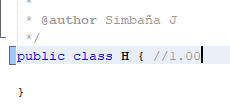 *
* @author Simbaña J
*/
public class H { //1.00
}